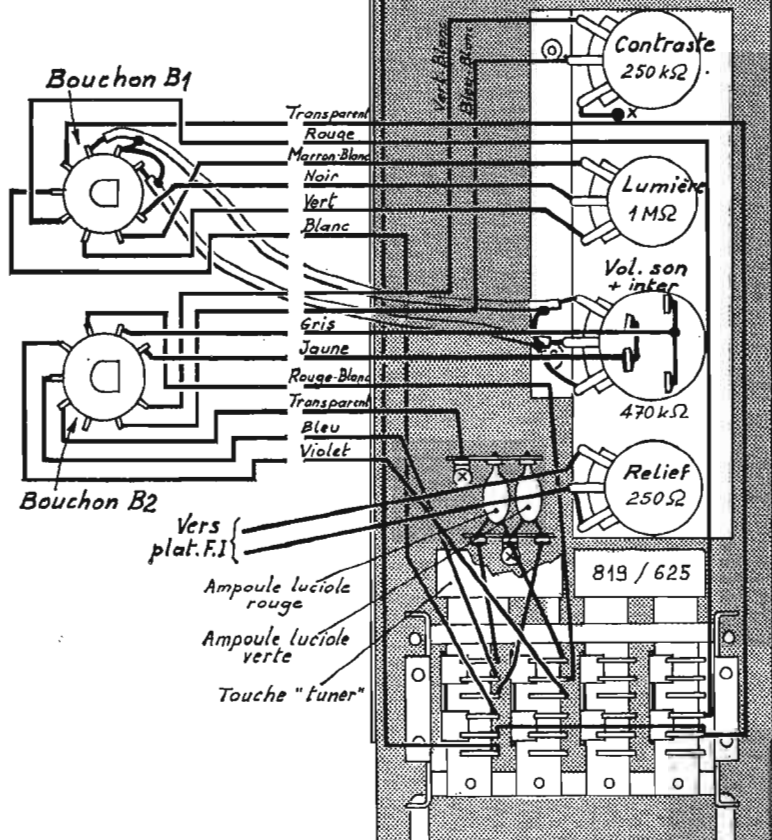 Contraste
250 kΩ
x
Vert-Blanc
Bleu-Blanc
Bouchon B1
Transparent
Rouge
Marron-Blanc
Noir
Vert
Blanc
Lumière
1 MΩ
Vol. son
+ inter
470 kΩ
Gris
Jaune
Rouge-Blanc
Transparent
Bleu
Violet
Bouchon B2
Relief
250 Ω
Vers
plat. F.I
819 / 625
Ampoule luciole
rouge
Ampoule luciole
verte
Touche "tuner"